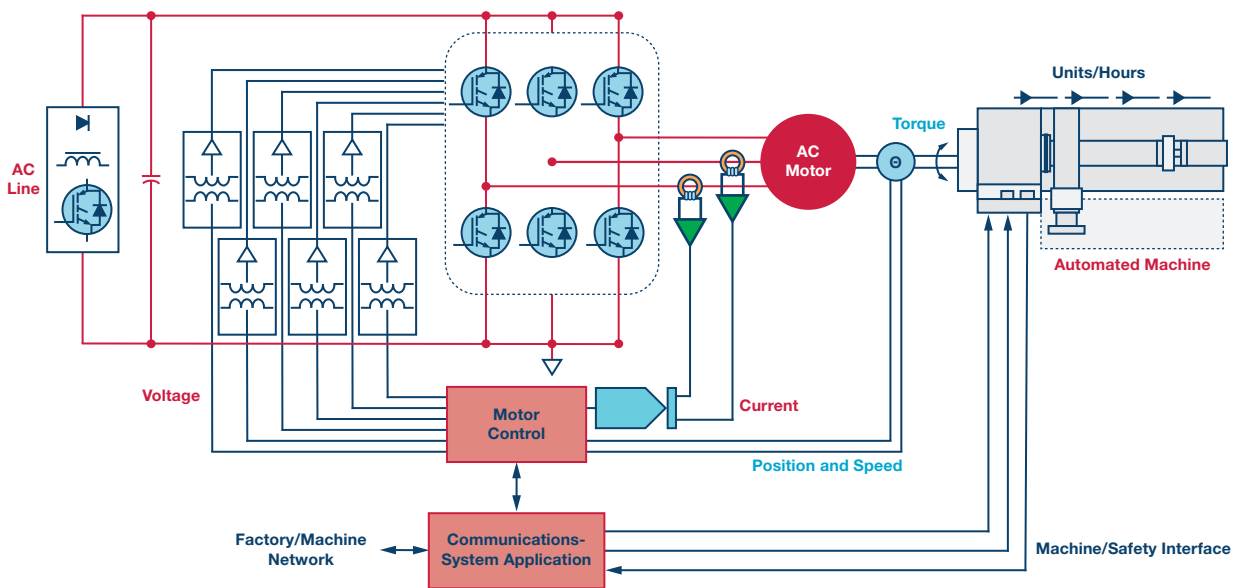 Units/Hours
Torque
AC
Line
AC
Motor
Θ
Automated Machine
Voltage
Motor
Control
Current
Position and Speed
Factory/Machine
Network
Communications-
System Application
Machine/Safety Interface